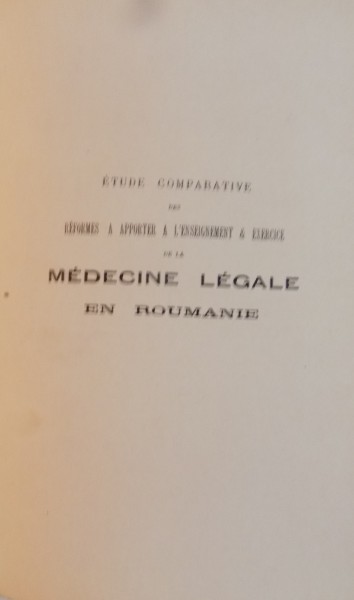 ÉTUDE COMPARATIVE
DES
RÉFORMES A APPORTER A L'ENSEIGNEMENT & EXERCICE
DE LA
MÉDECINE LÉGALE
EN ROUMANIE